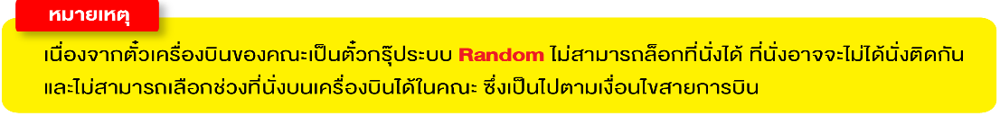 หมายเหตุ
เนื่องจากตั๋วเครื่องบินของคณะเป็นตั๋วกรุ๊ประบบ Random ไม่สามารถล็อกที่นั่งได้ ที่นั่งอาจจะไม่ได้นั่งติดกัน
และไม่สามารถเลือกช่วงที่นั่งบนเครื่องบินได้ในคณะ ซึ่งเป็นไปตามเงื่อนไขสายการบิน